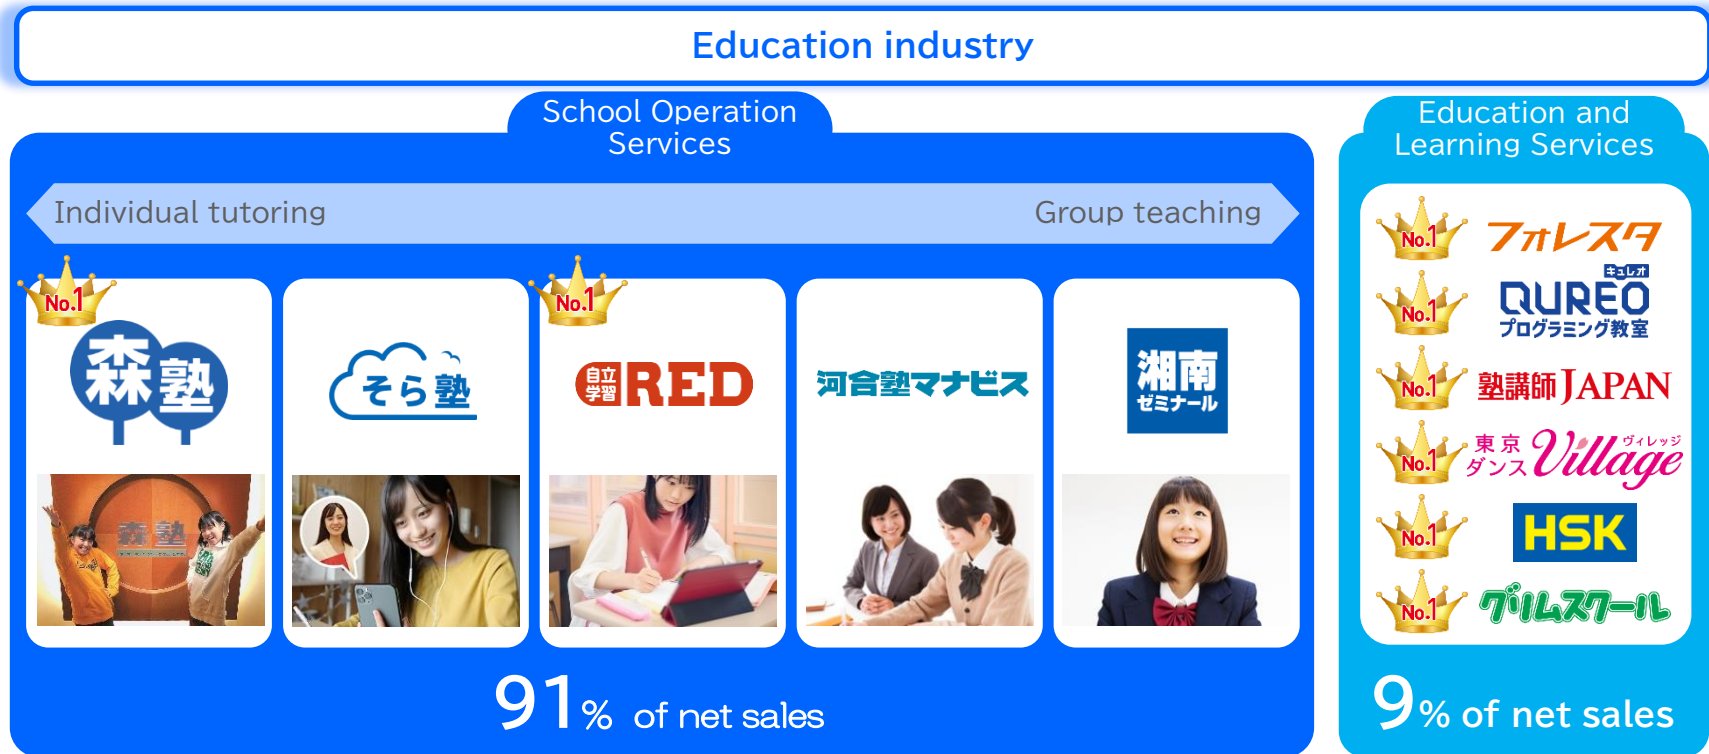 Education industry
School Operation
Services
Individual tutoring
Group teaching
No.1
森塾
そら塾
No.1
自立
学習
RED
河合塾マナビス
湘南
ゼミナール
森塾
91% of net sales
Education and
Learning Services
No.1
フォレスタ
No.1
キュレオ
QUREO
プログラミング教室
No.1
塾講師JAPAN
No.1
東京
ダンス
Village
ヴィレッジ
No.1
HSK
No.1
グリムスクール
9% of net sales